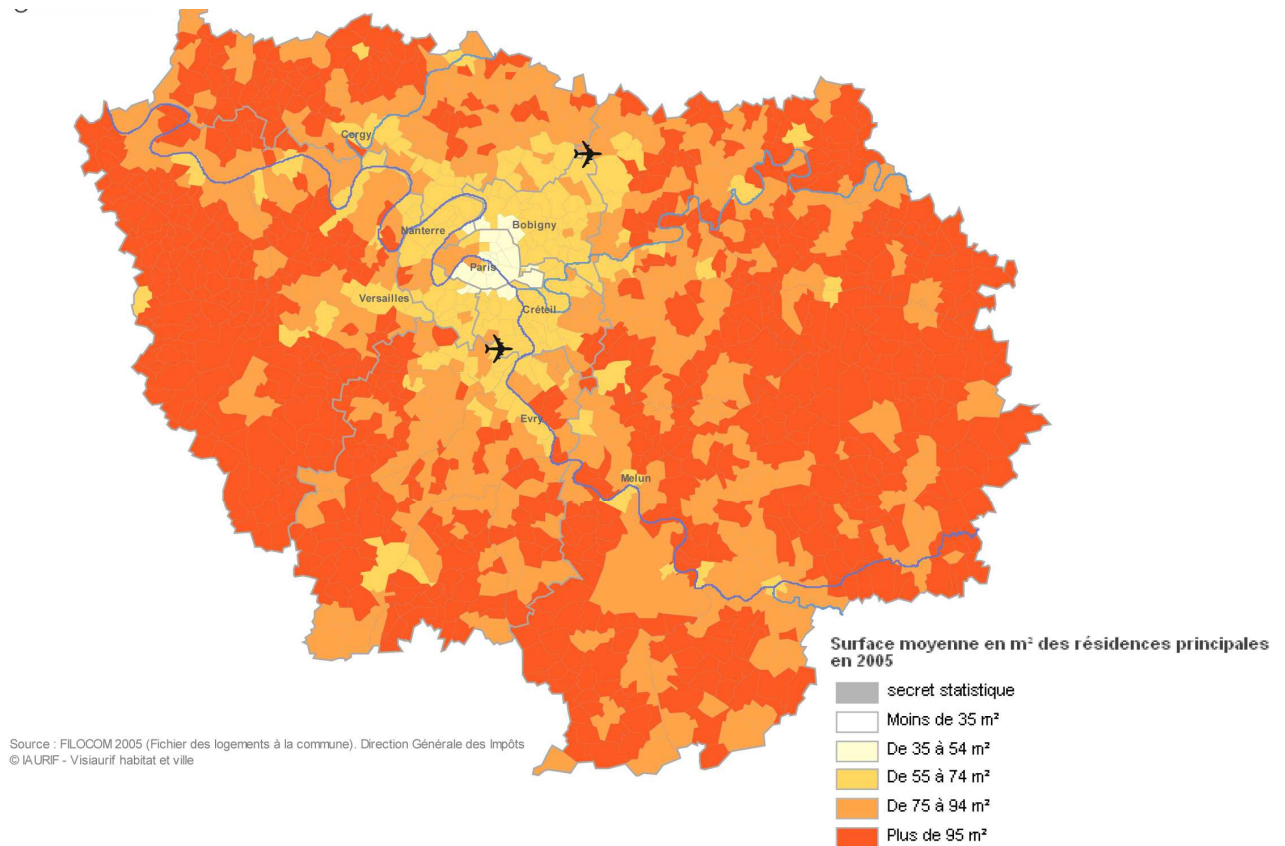 Cergy
Nanterre
Bobigny
Paris
Versailles
Créteil
Evry
Melun
Surface moyenne en m² des résidences principales
en 2005
secret statistique
Moins de 35 m²
De 35 à 54 m²
De 55 à 74 m²
De 75 à 94 m²
Plus de 95 m²
Source : FILOCOM 2005 (Fichier des logements à la commune). Direction Générale des Impôts
© IAURIF - Visiaurif habitat et ville